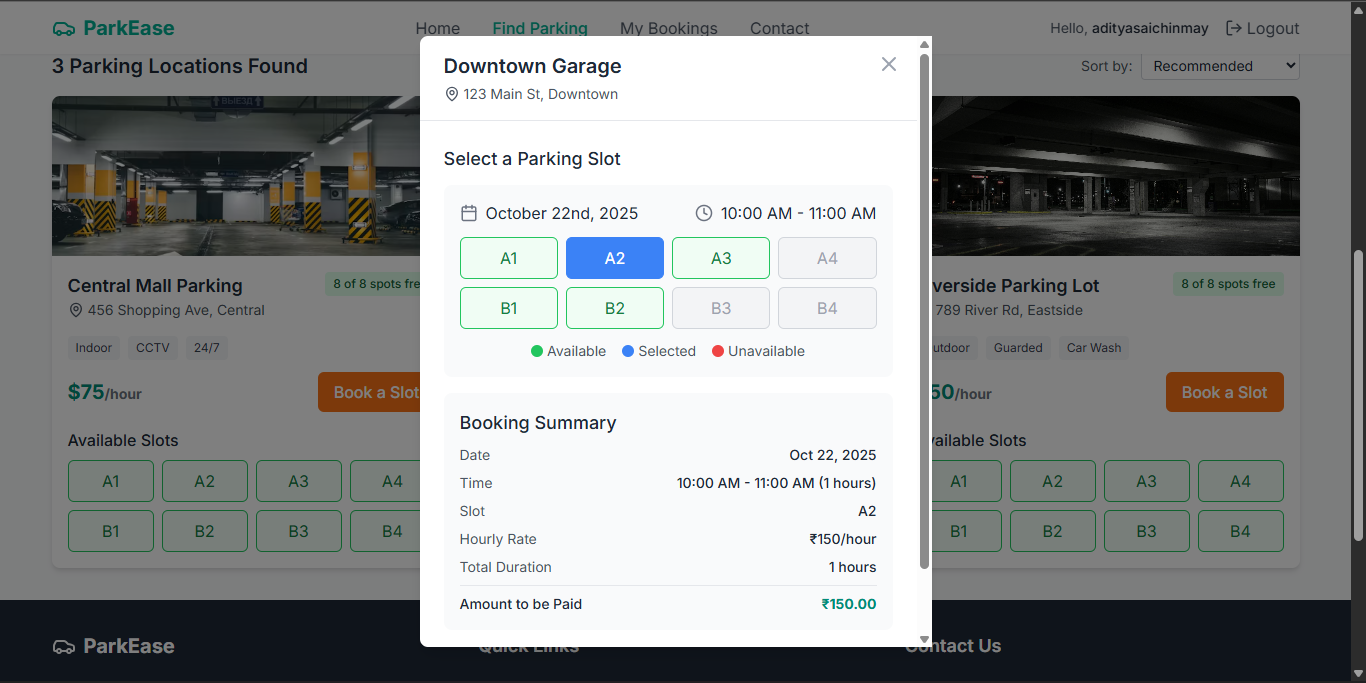 ParkEase
Home Find Parking My Bookings Contact
Hello, adityasaichinmay Logout
3 Parking Locations Found
Sort by: Recommended
ВЫЕЗД
Central Mall Parking
8 of 8 spots fre
456 Shopping Ave, Central
Indoor CCTV 24/7
$75/hour
Book a Slot
Available Slots
A1 A2 A3 A4
B1 B2 B3 B4
Downtown Garage
123 Main St, Downtown
Select a Parking Slot
October 22nd, 2025 10:00 AM - 11:00 AM
A1 A2 A3 A4
B1 B2 B3 B4
Available Selected Unavailable
Booking Summary
Date Oct 22, 2025
Time 10:00 AM - 11:00 AM (1 hours)
Slot A2
Hourly Rate ₹150/hour
Total Duration 1 hours
Amount to be Paid ₹150.00
verside Parking Lot
8 of 8 spots free
789 River Rd, Eastside
utdoor Guarded Car Wash
50/hour
Book a Slot
vailable Slots
A1 A2 A3 A4
B1 B2 B3 B4
ParkEase
Quick Links
Contact Us